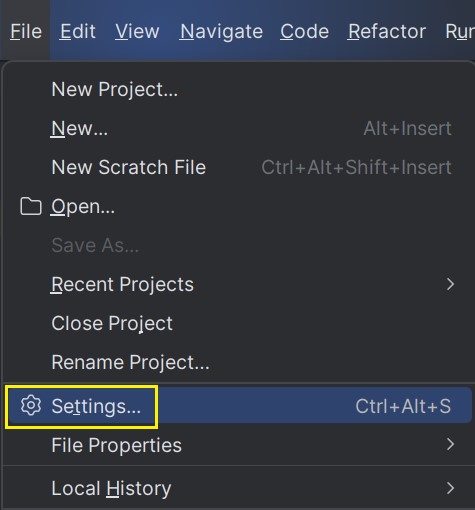 File Edit View Navigate Code Refactor Run
New Project...
New... Alt+Insert
New Scratch File Ctrl+Alt+Shift+Insert
Open...
Save As...
Recent Projects
Close Project
Rename Project...
Settings... Ctrl+Alt+S
File Properties
Local History